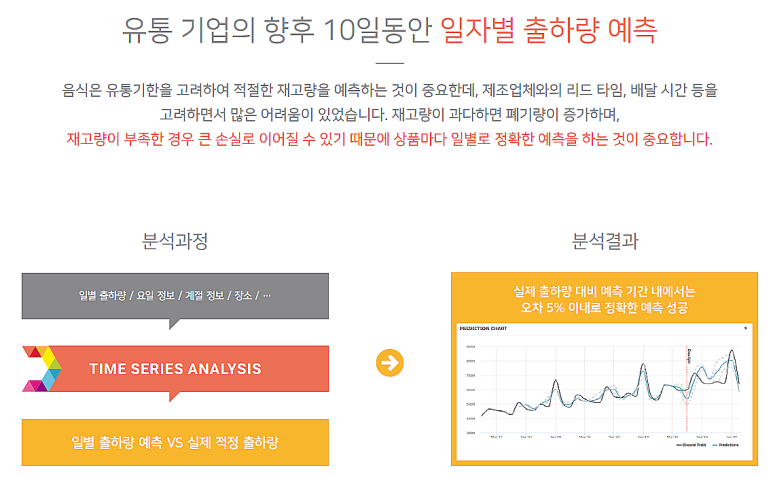 유통 기업의 향후 10일동안 일자별 출하량 예측
음식은 유통기한을 고려하여 적절한 재고량을 예측하는 것이 중요한데, 제조업체와의 리드 타임, 배달 시간 등을
고려하면서 많은 어려움이 있었습니다. 재고량이 과다하면 폐기량이 증가하며,
재고량이 부족한 경우 큰 손실로 이어질 수 있기 때문에 상품마다 일별로 정확한 예측을 하는 것이 중요합니다.
분석과정
일별 출하량 / 요일 정보 / 계절 정보 / 장소 / ···
TIME SERIES ANALYSIS
일별 출하량 예측 VS 실제 적정 출하량
분석결과
실제 출하량 대비 예측 기간 내에서는
오차 5% 이내로 정확한 예측 성공
PREDICTION CHART
Ground Truth
Predictions